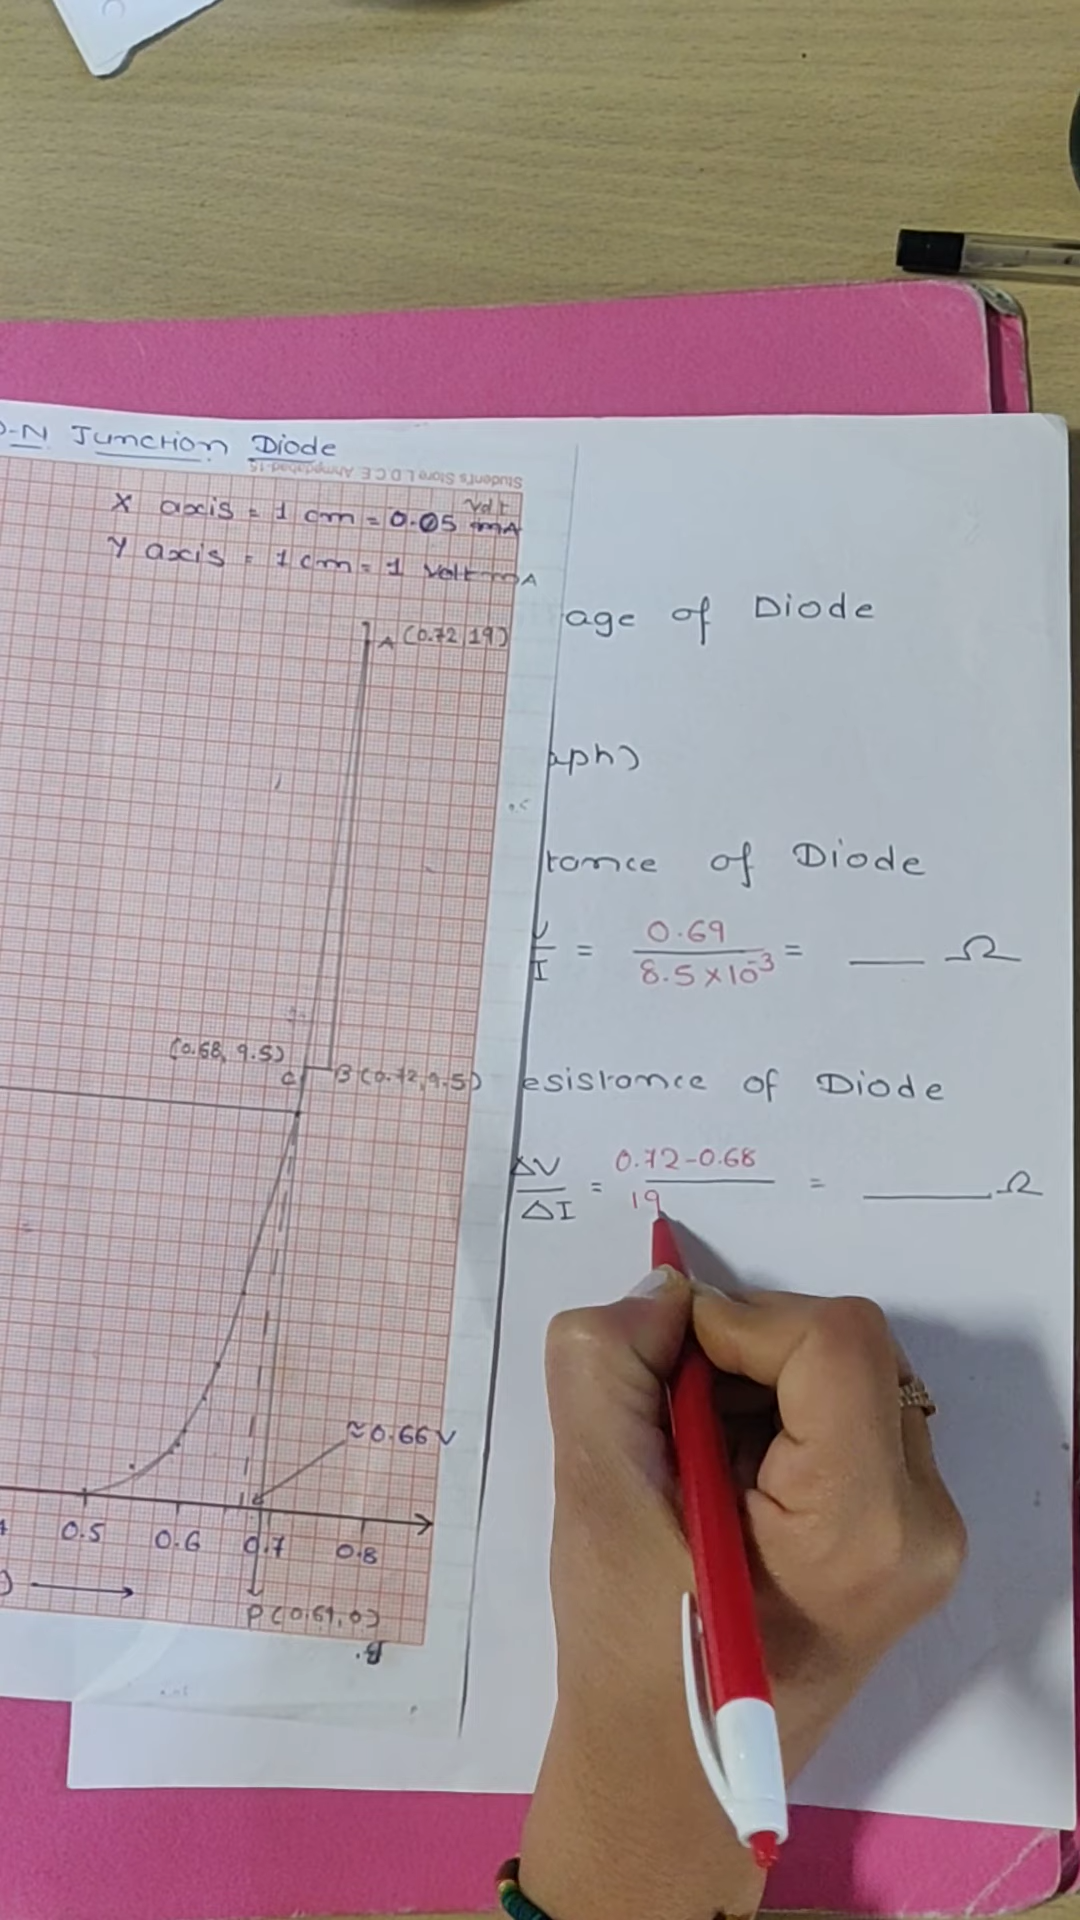 P-N Junction Diode
Students Store L.D.C.E. Ahmedabad-15
X axis = 1 cm = 0.05 mA
Volt
Y axis = 1 cm = 1 volt mA
A (0.72, 19)
age of Diode
aph)
tance of Diode
V/I = 0.69 / 8.5 × 10⁻³ = ___ Ω
(0.68, 9.5)
C
B (0.72, 9.5)
esistance of Diode
ΔV/ΔI = 0.72-0.68 / 19 = ___ Ω
≈0.66 V
0.5 0.6 0.7 0.8
P (0.69, 0)